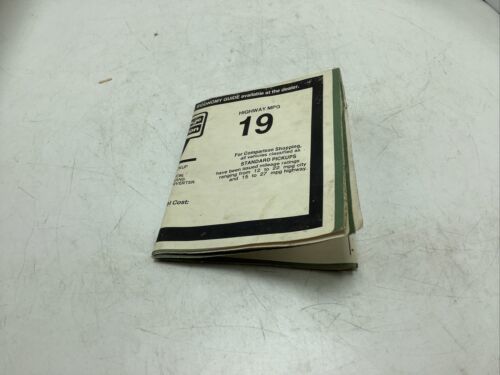 ECONOMY GUIDE available at the dealer.
HIGHWAY MPG
19
For Comparison Shopping,
all vehicles classified as
STANDARD PICKUPS
have been issued mileage ratings
ranging from 12 to 22 mpg city
and 15 to 27 mpg highway.
VERTER
Cost: